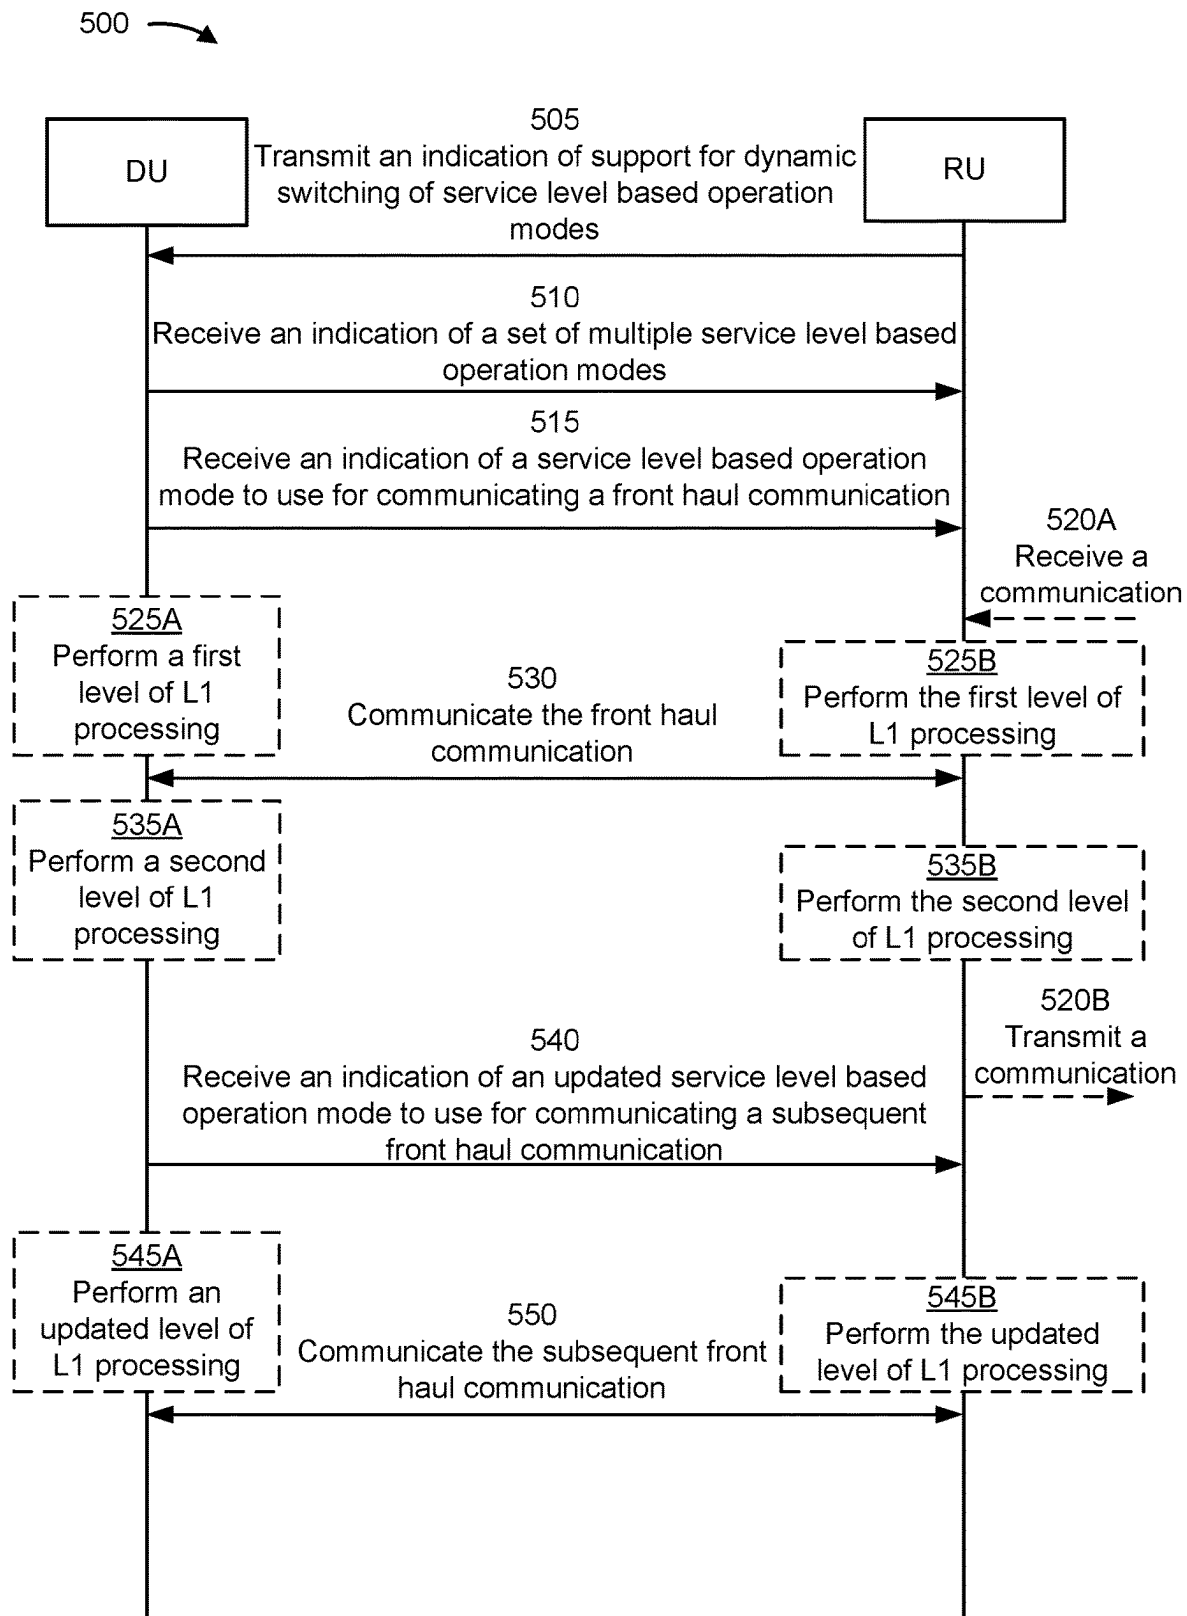 500
DU
RU
505
Transmit an indication of support for dynamic
switching of service level based operation
modes
510
Receive an indication of a set of multiple service level based
operation modes
515
Receive an indication of a service level based operation
mode to use for communicating a front haul communication
520A
Receive a
communication
525A
Perform a first
level of L1
processing
525B
Perform the first level of
L1 processing
530
Communicate the front haul
communication
535A
Perform a second
level of L1
processing
535B
Perform the second level
of L1 processing
520B
Transmit a
communication
540
Receive an indication of an updated service level based
operation mode to use for communicating a subsequent
front haul communication
545A
Perform an
updated level of
L1 processing
545B
Perform the updated
level of L1 processing
550
Communicate the subsequent front
haul communication